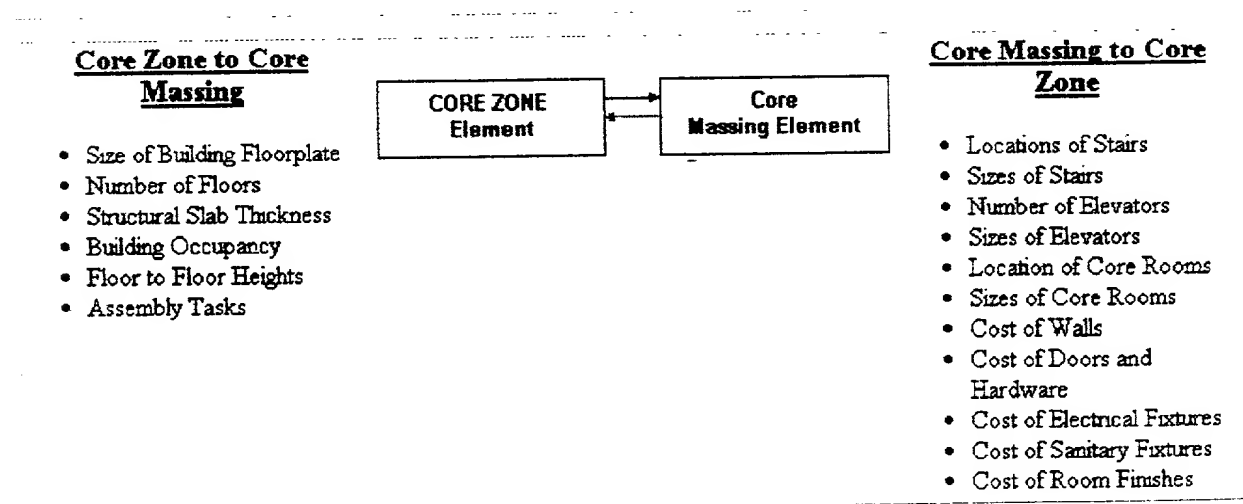 Core Zone to Core
Massing
• Size of Building Floorplate
• Number of Floors
• Structural Slab Thickness
• Building Occupancy
• Floor to Floor Heights
• Assembly Tasks
CORE ZONE
Element
Core
Massing Element
Core Massing to Core
Zone
• Locations of Stairs
• Sizes of Stairs
• Number of Elevators
• Sizes of Elevators
• Location of Core Rooms
• Sizes of Core Rooms
• Cost of Walls
• Cost of Doors and
Hardware
• Cost of Electrical Fixtures
• Cost of Sanitary Fixtures
• Cost of Room Finishes